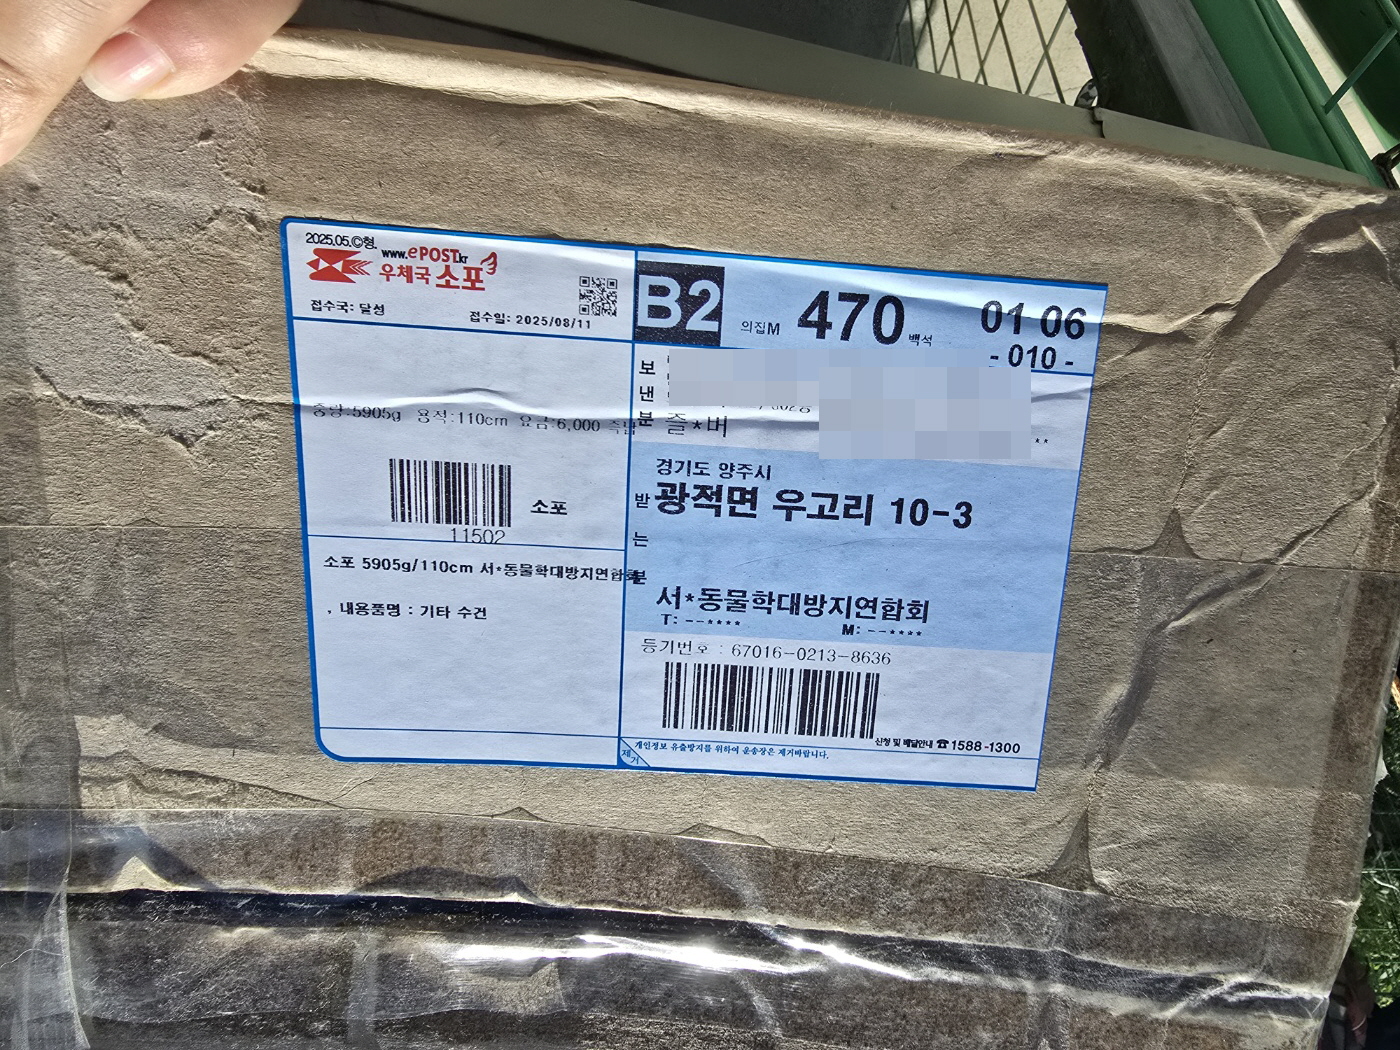 2025.05.ⓒ형.
www.ePOST.kr
우체국 소포
접수국: 달성
접수일: 2025/08/11
중량:5905g 용적:110cm 요금:6,000
11502
소포
소포 5905g/110cm 서*동물학대방지연합회
, 내용품명 : 기타 수건
B2 의집M 470 백석 01 06
- 010 -
보낸분
즐*버
**
받는분
경기도 양주시
광적면 우고리 10-3
서*동물학대방지연합회
T: --**** M: --****
등기번호 : 67016-0213-8636
신청 및 배달안내 ☎1588-1300
제거
개인정보 유출방지를 위하여 운송장은 제거바랍니다.